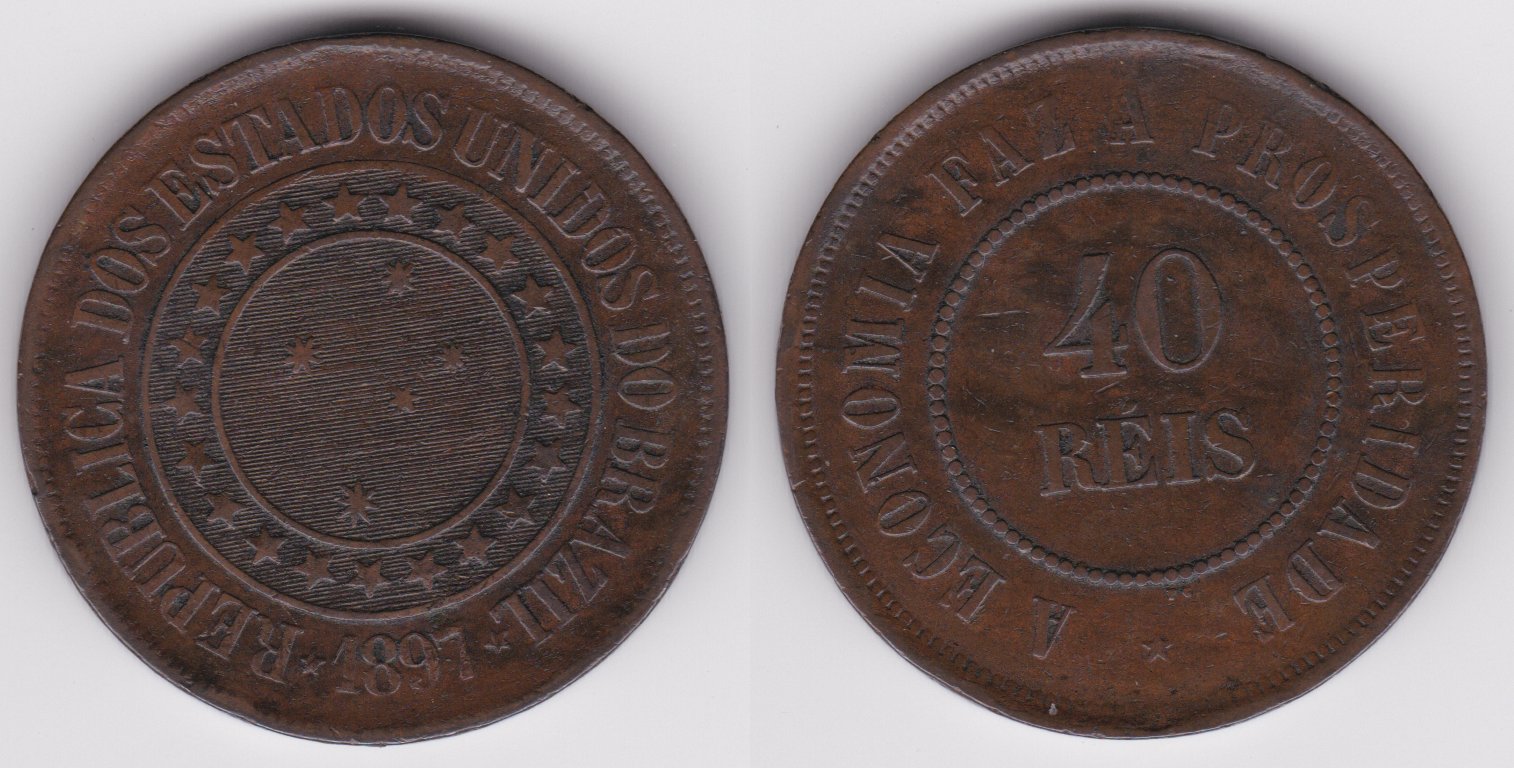 REPUBLICA DOS ESTADOS UNIDOS DO BRAZIL
1897
A ECONOMIA FAZ A PROSPERIDADE
40
RÉIS